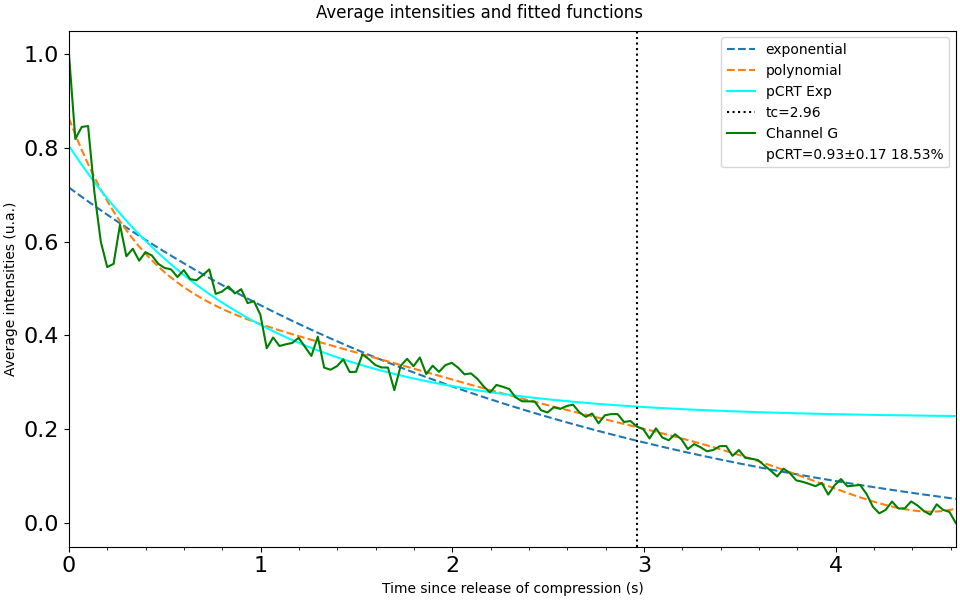 Average intensities and fitted functions
Average intensities (u.a.)
1.0
0.8
0.6
0.4
0.2
0.0
exponential
polynomial
pCRT Exp
tc=2.96
Channel G
pCRT=0.93±0.17 18.53%
0 1 2 3 4
Time since release of compression (s)